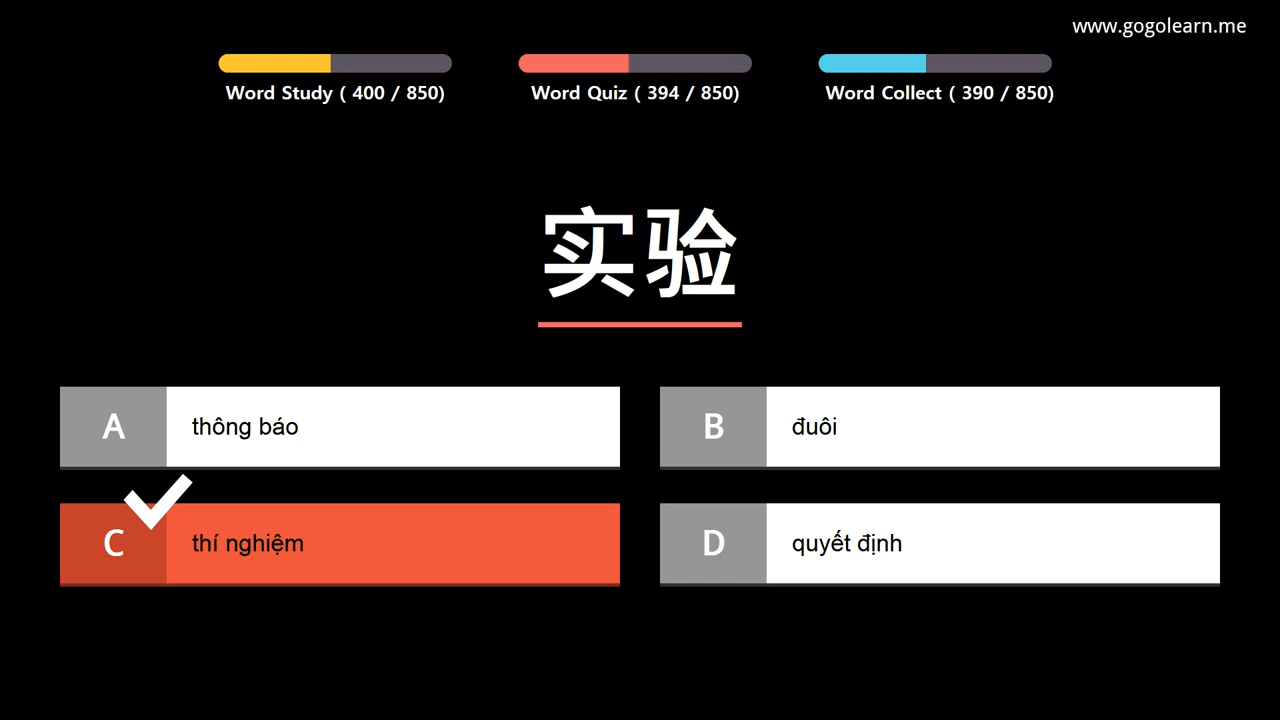 www.gogolearn.me
Word Study ( 400 / 850)
Word Quiz ( 394 / 850)
Word Collect ( 390 / 850)
实验
A
thông báo
B
đuôi
C
thí nghiệm
D
quyết định